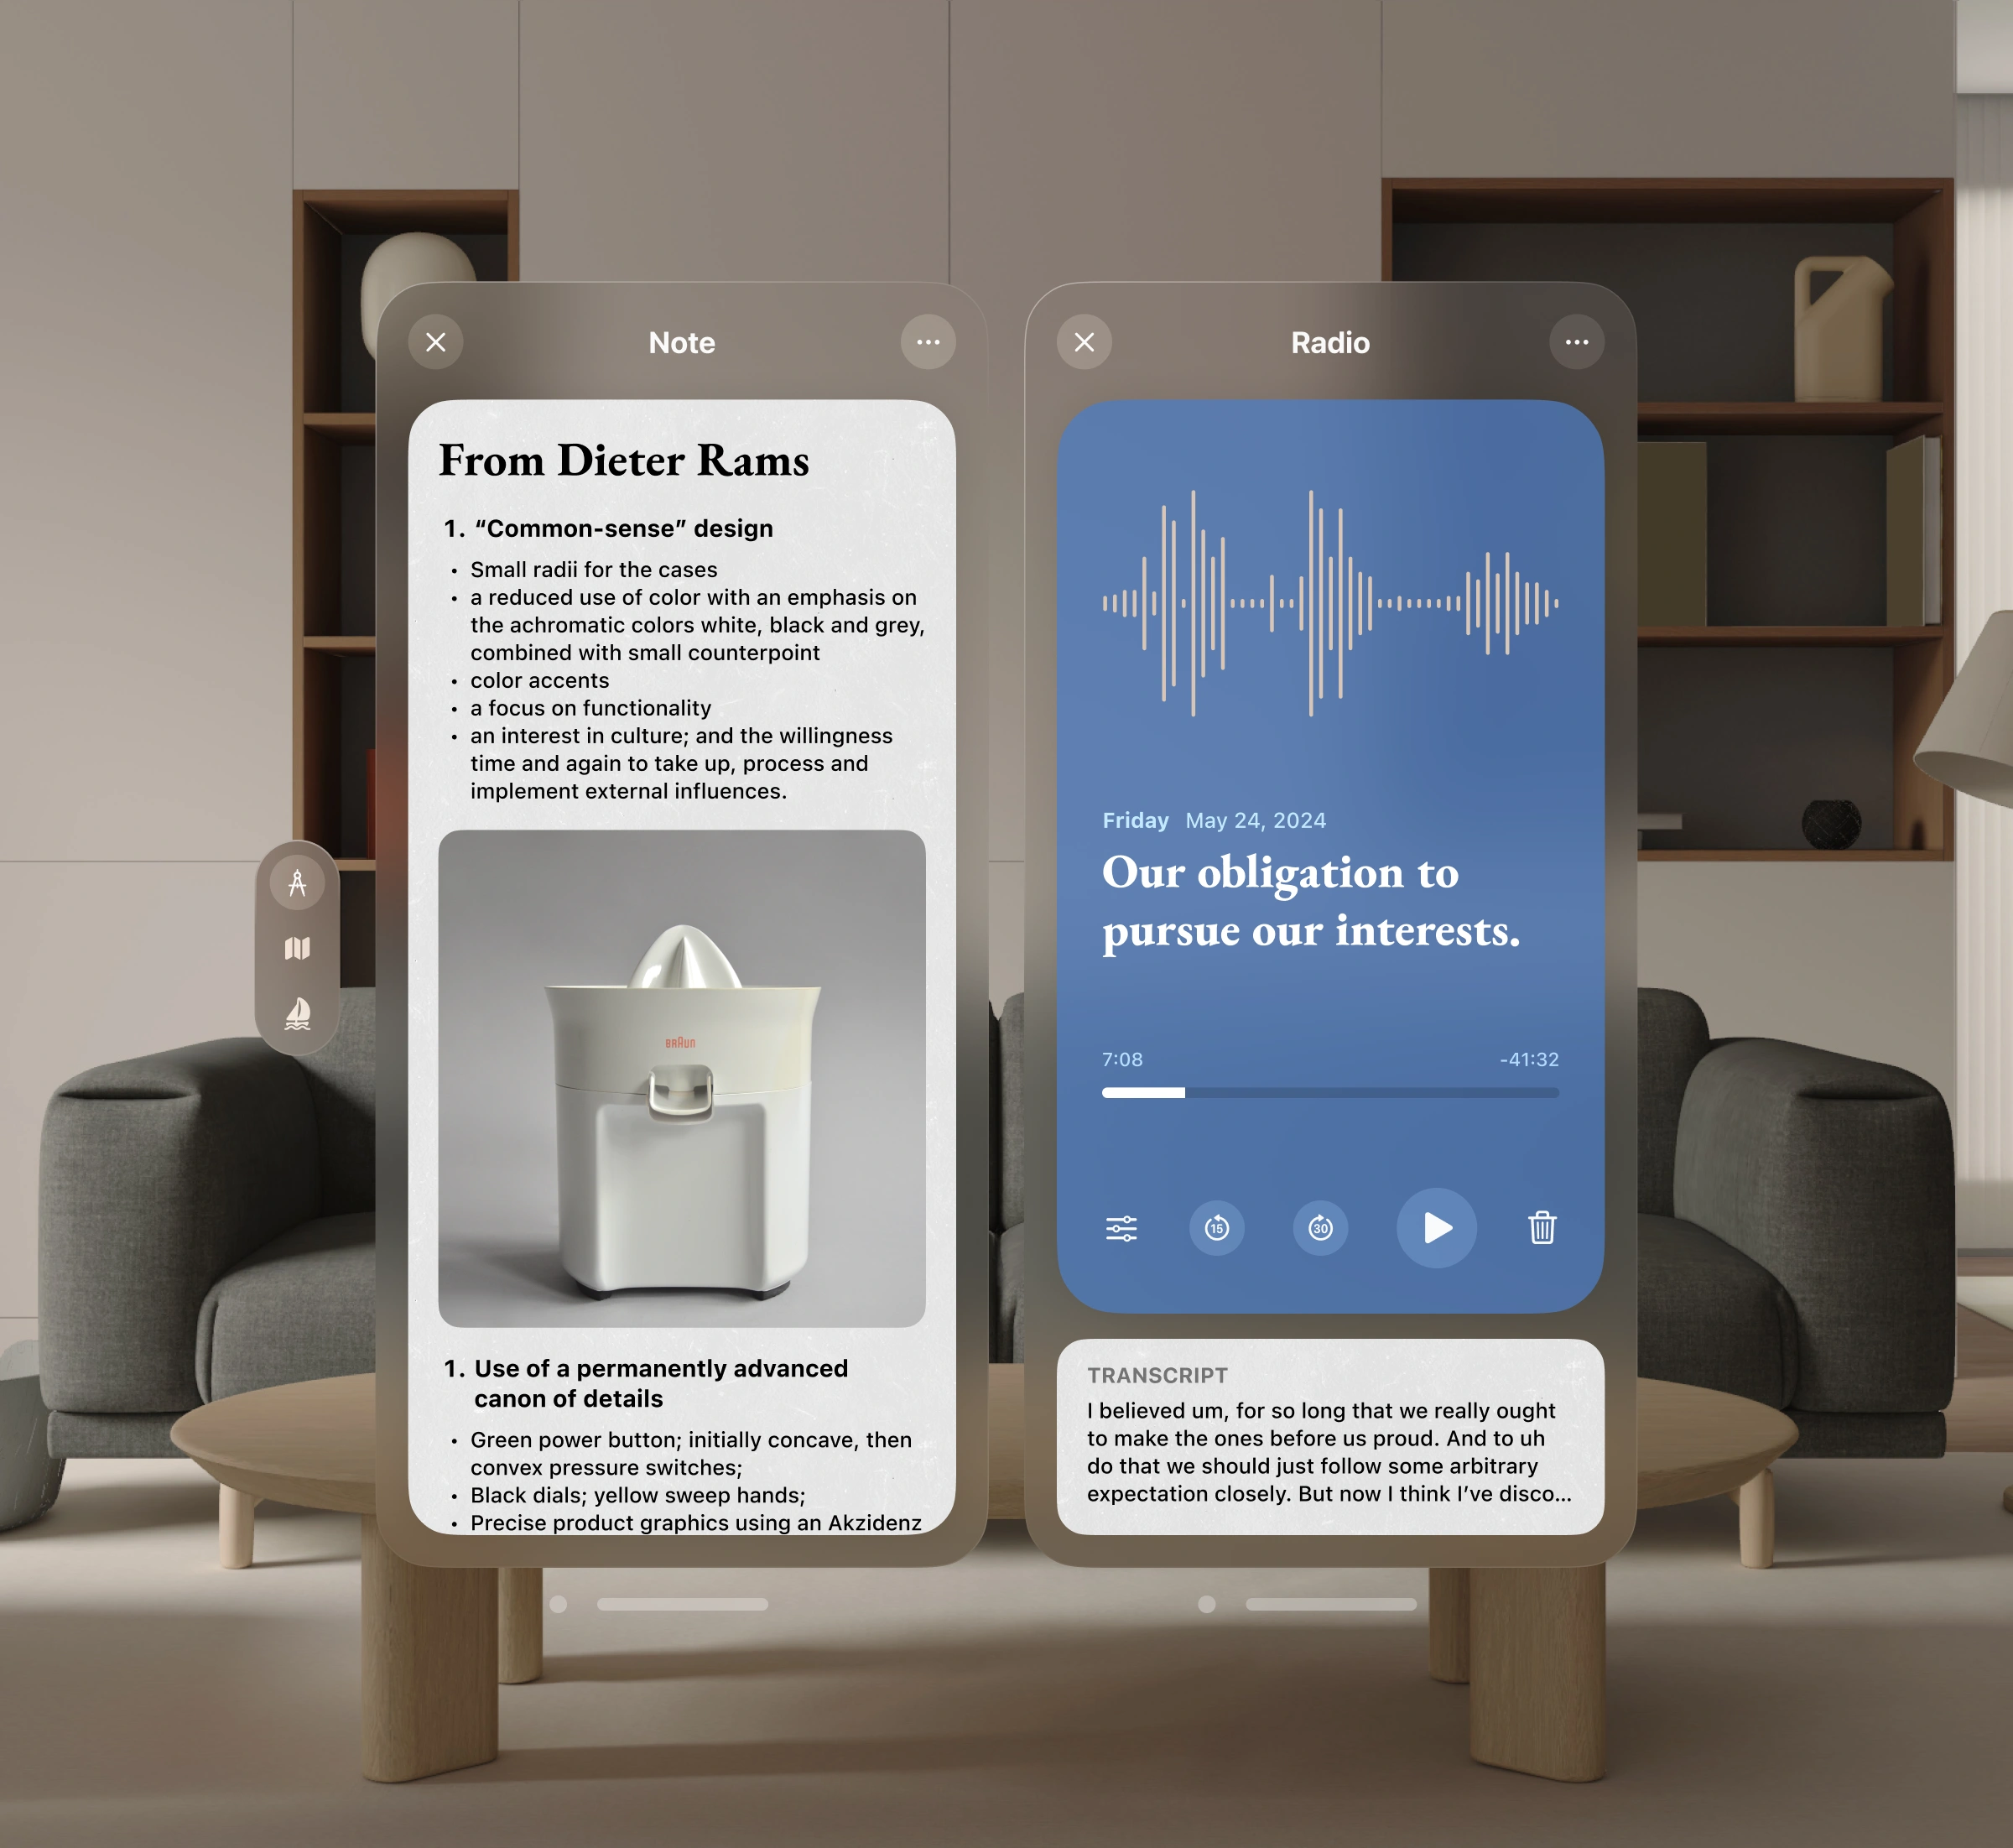 Note
From Dieter Rams
1. “Common-sense” design
• Small radii for the cases
• a reduced use of color with an emphasis on
the achromatic colors white, black and grey,
combined with small counterpoint
• color accents
• a focus on functionality
• an interest in culture; and the willingness
time and again to take up, process and
implement external influences.
BRAUN
1. Use of a permanently advanced
canon of details
• Green power button; initially concave, then
convex pressure switches;
• Black dials; yellow sweep hands;
• Precise product graphics using an Akzidenz
Radio
Friday May 24, 2024
Our obligation to
pursue our interests.
7:08 -41:32
15 30
TRANSCRIPT
I believed um, for so long that we really ought
to make the ones before us proud. And to uh
do that we should just follow some arbitrary
expectation closely. But now I think I’ve disco...